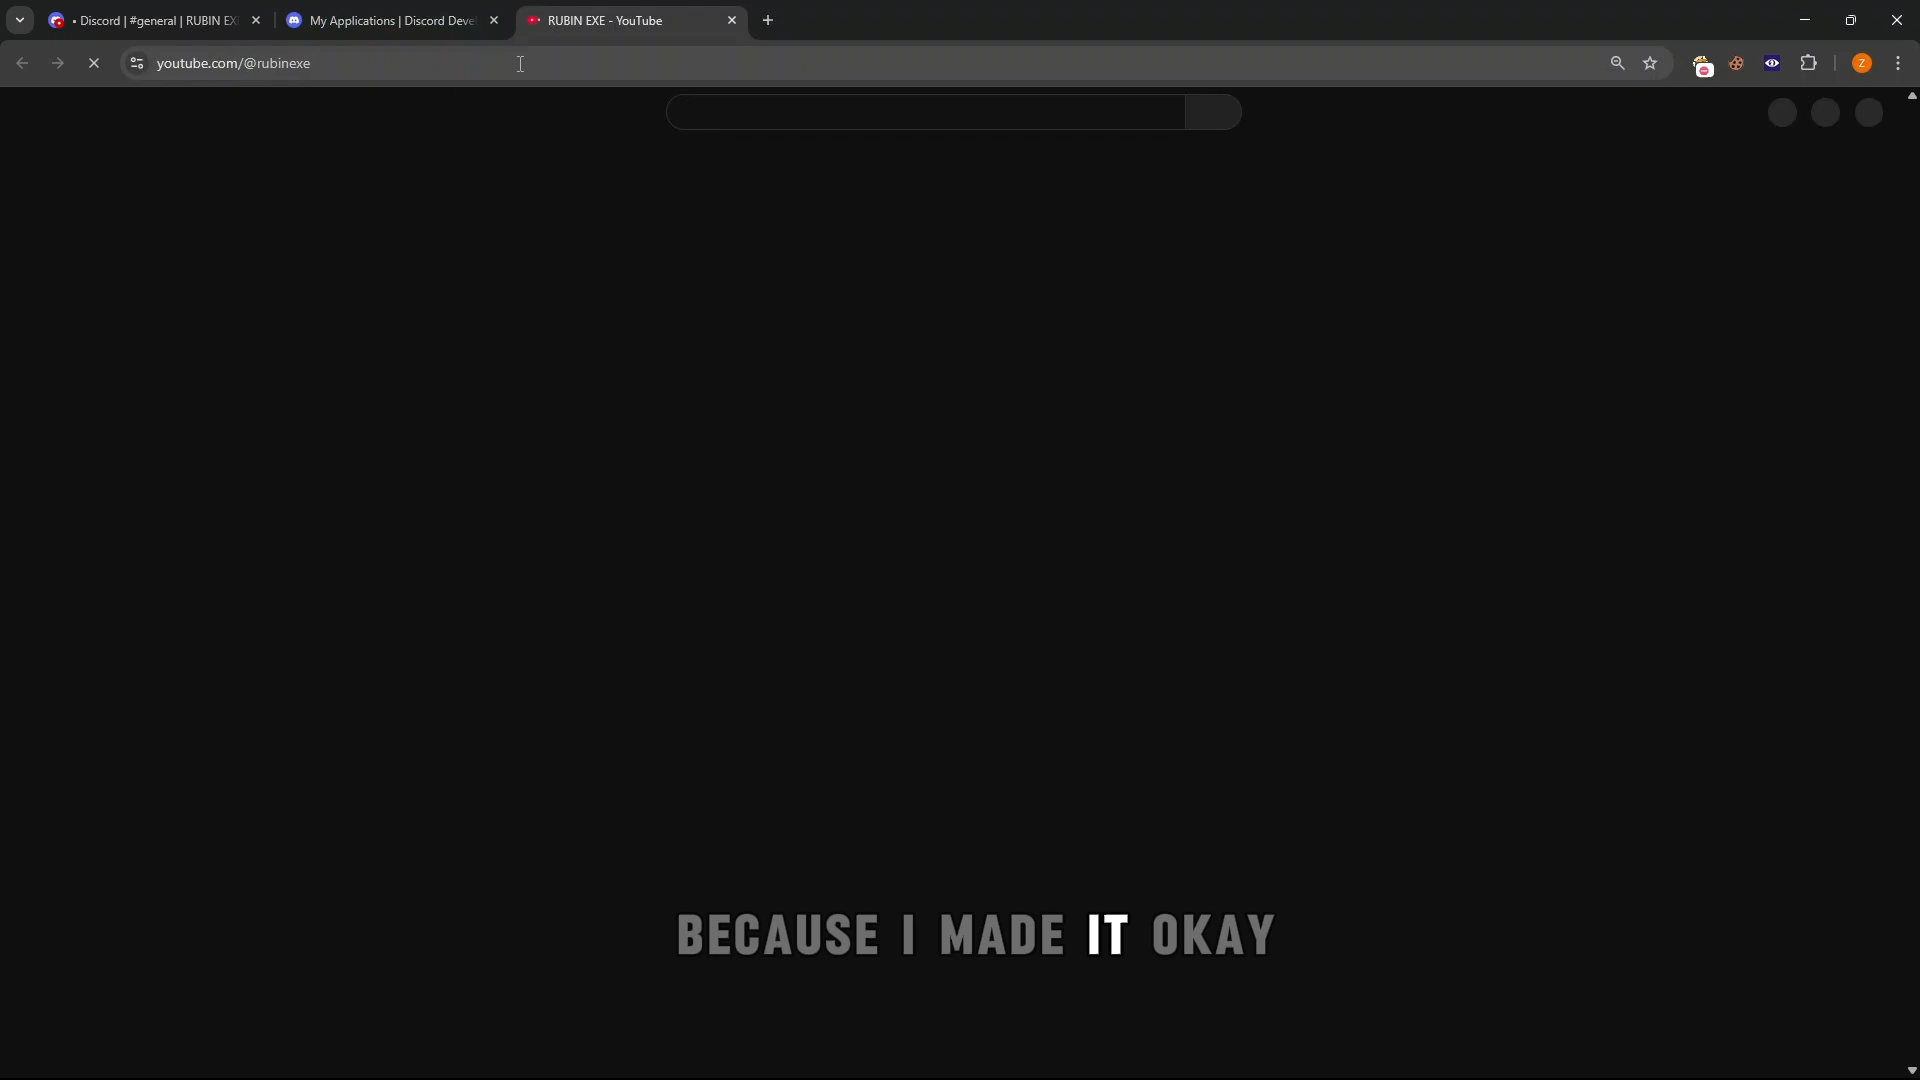 Discord | #general | RUBIN EX
My Applications | Discord Deve
RUBIN EXE - YouTube
youtube.com/@rubinexe
Z
BECAUSE I MADE IT OKAY